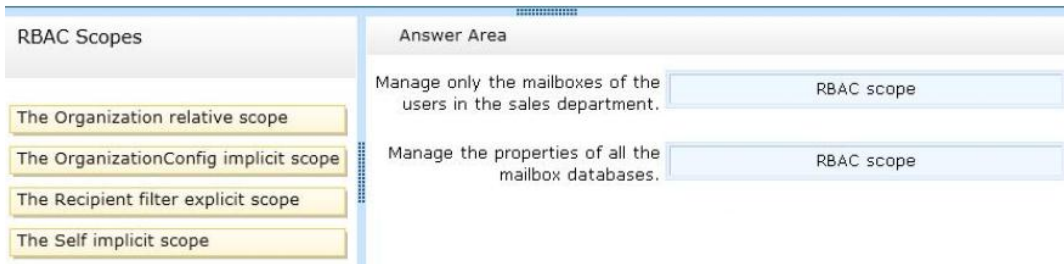 RBAC Scopes
The Organization relative scope
The OrganizationConfig implicit scope
The Recipient filter explicit scope
The Self implicit scope
Answer Area
Manage only the mailboxes of the
users in the sales department.
RBAC scope
Manage the properties of all the
mailbox databases.
RBAC scope